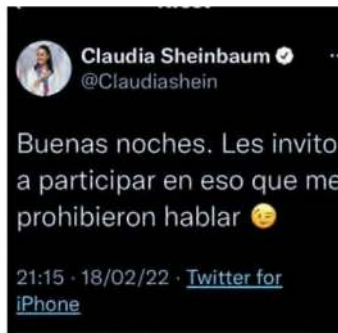 Claudia Sheinbaum
@Claudiashein
Buenas noches. Les invito
a participar en eso que me
prohibieron hablar 😉
21:15 · 18/02/22 · Twitter for
iPhone